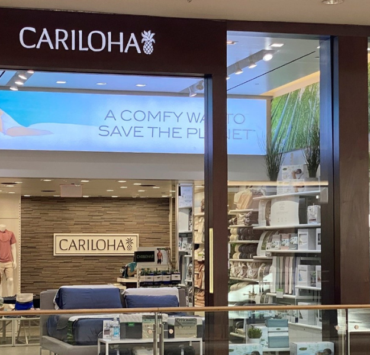 CARILOHA
A COMFY WAY TO
SAVE THE PLANET
CARILOHA